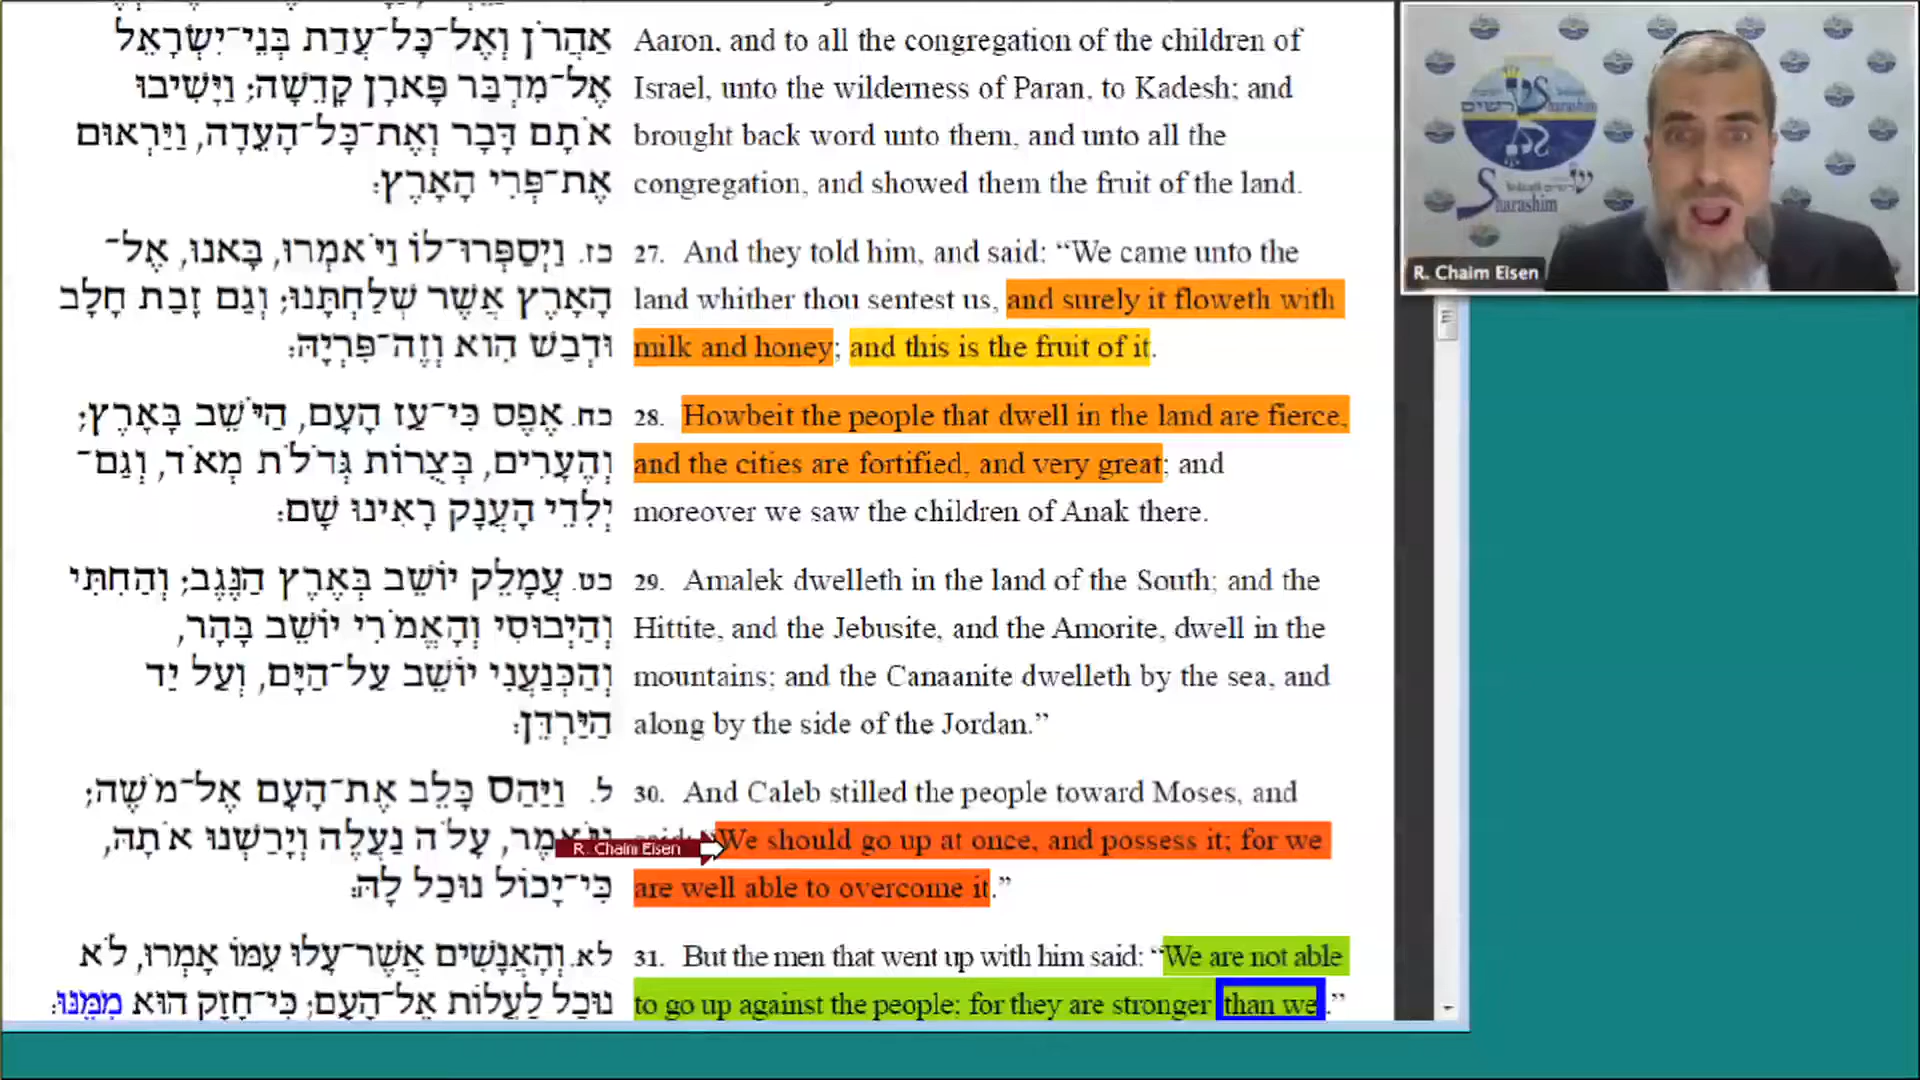 אַהֲרֹן וְאֶל־כָּל־עֲדַת בְּנֵי־יִשְׂרָאֵל
אֶל־מִדְבַּר פָּארָן קָדֵשָׁה; וַיָּשִׁיבוּ
אֹתָם דָּבָר וְאֶת־כָּל־הָעֵדָה, וַיַּרְאוּם
אֶת־פְּרִי הָאָרֶץ:
Aaron, and to all the congregation of the children of
Israel, unto the wilderness of Paran, to Kadesh; and
brought back word unto them, and unto all the
congregation, and showed them the fruit of the land.
כז. וַיְסַפְּרוּ־לוֹ וַיֹּאמְרוּ, בָּאנוּ, אֶל־
הָאָרֶץ אֲשֶׁר שְׁלַחְתָּנוּ; וְגַם זָבַת חָלָב
וּדְבַשׁ הִוא וְזֶה־פִּרְיָהּ:
27. And they told him, and said: “We came unto the
land whither thou sentest us, and surely it floweth with
milk and honey; and this is the fruit of it.
כח. אֶפֶס כִּי־עַז הָעָם, הַיֹּשֵׁב בָּאָרֶץ;
וְהֶעָרִים, בְּצֻרוֹת גְּדֹלֹת מְאֹד, וְגַם־
יְלִדֵי הָעֲנָק רָאִינוּ שָׁם:
28. Howbeit the people that dwell in the land are fierce,
and the cities are fortified, and very great; and
moreover we saw the children of Anak there.
כט. עֲמָלֵק יוֹשֵׁב בְּאֶרֶץ הַנֶּגֶב; וְהַחִתִּי
וְהַיְבוּסִי וְהָאֱמֹרִי יוֹשֵׁב בָּהָר,
וְהַכְּנַעֲנִי יוֹשֵׁב עַל־הַיָּם, וְעַל יַד
הַיַּרְדֵּן:
29. Amalek dwelleth in the land of the South; and the
Hittite, and the Jebusite, and the Amorite, dwell in the
mountains; and the Canaanite dwelleth by the sea, and
along by the side of the Jordan.”
ל. וַיַּהַס כָּלֵב אֶת־הָעָם אֶל־מֹשֶׁה;
וַיֹּאמֶר, עָלֹה נַעֲלֶה וְיָרַשְׁנוּ אֹתָהּ,
כִּי־יָכוֹל נוּכַל לָהּ:
30. And Caleb stilled the people toward Moses, and
said: “We should go up at once, and possess it; for we
are well able to overcome it.”
R. Chaim Eisen
לא. וְהָאֲנָשִׁים אֲשֶׁר־עָלוּ עִמּוֹ אָמְרוּ, לֹא
נוּכַל לַעֲלוֹת אֶל־הָעָם; כִּי־חָזָק הוּא מִמֶּנּוּ:
31. But the men that went up with him said: “We are not able
to go up against the people; for they are stronger than we.”
Sharashim
R. Chaim Eisen